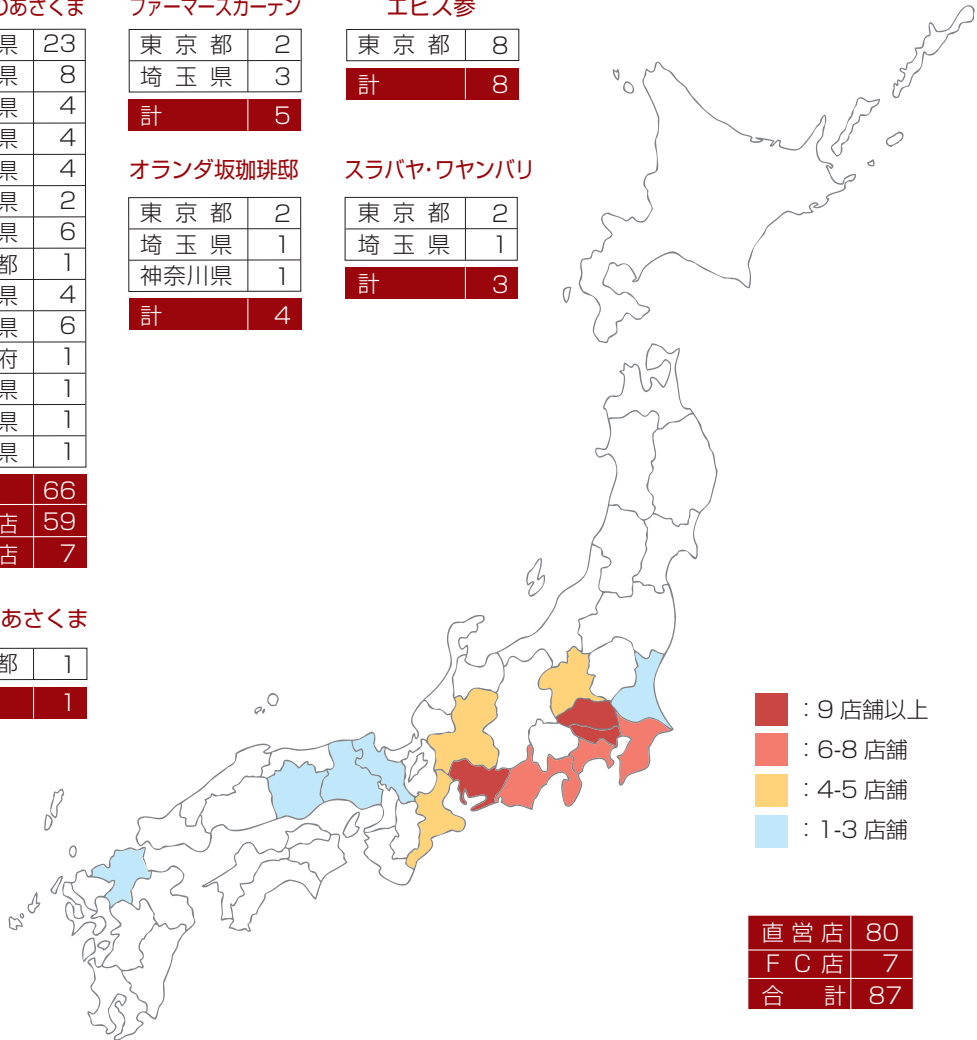 のあさくま
県 23
県 8
県 4
県 4
県 4
県 2
県 6
都 1
県 4
県 6
府 1
県 1
県 1
県 1
66
店 59
店 7
あさくま
都 1
1
ファーマースカーテン
東京都 2
埼玉県 3
計 5
エビス参
東京都 8
計 8
オランダ坂珈琲邸
東京都 2
埼玉県 1
神奈川県 1
計 4
スラバヤ・ワヤンバリ
東京都 2
埼玉県 1
計 3
：9 店舗以上
：6-8 店舗
：4-5 店舗
：1-3 店舗
直営店 80
ＦＣ店 7
合計 87